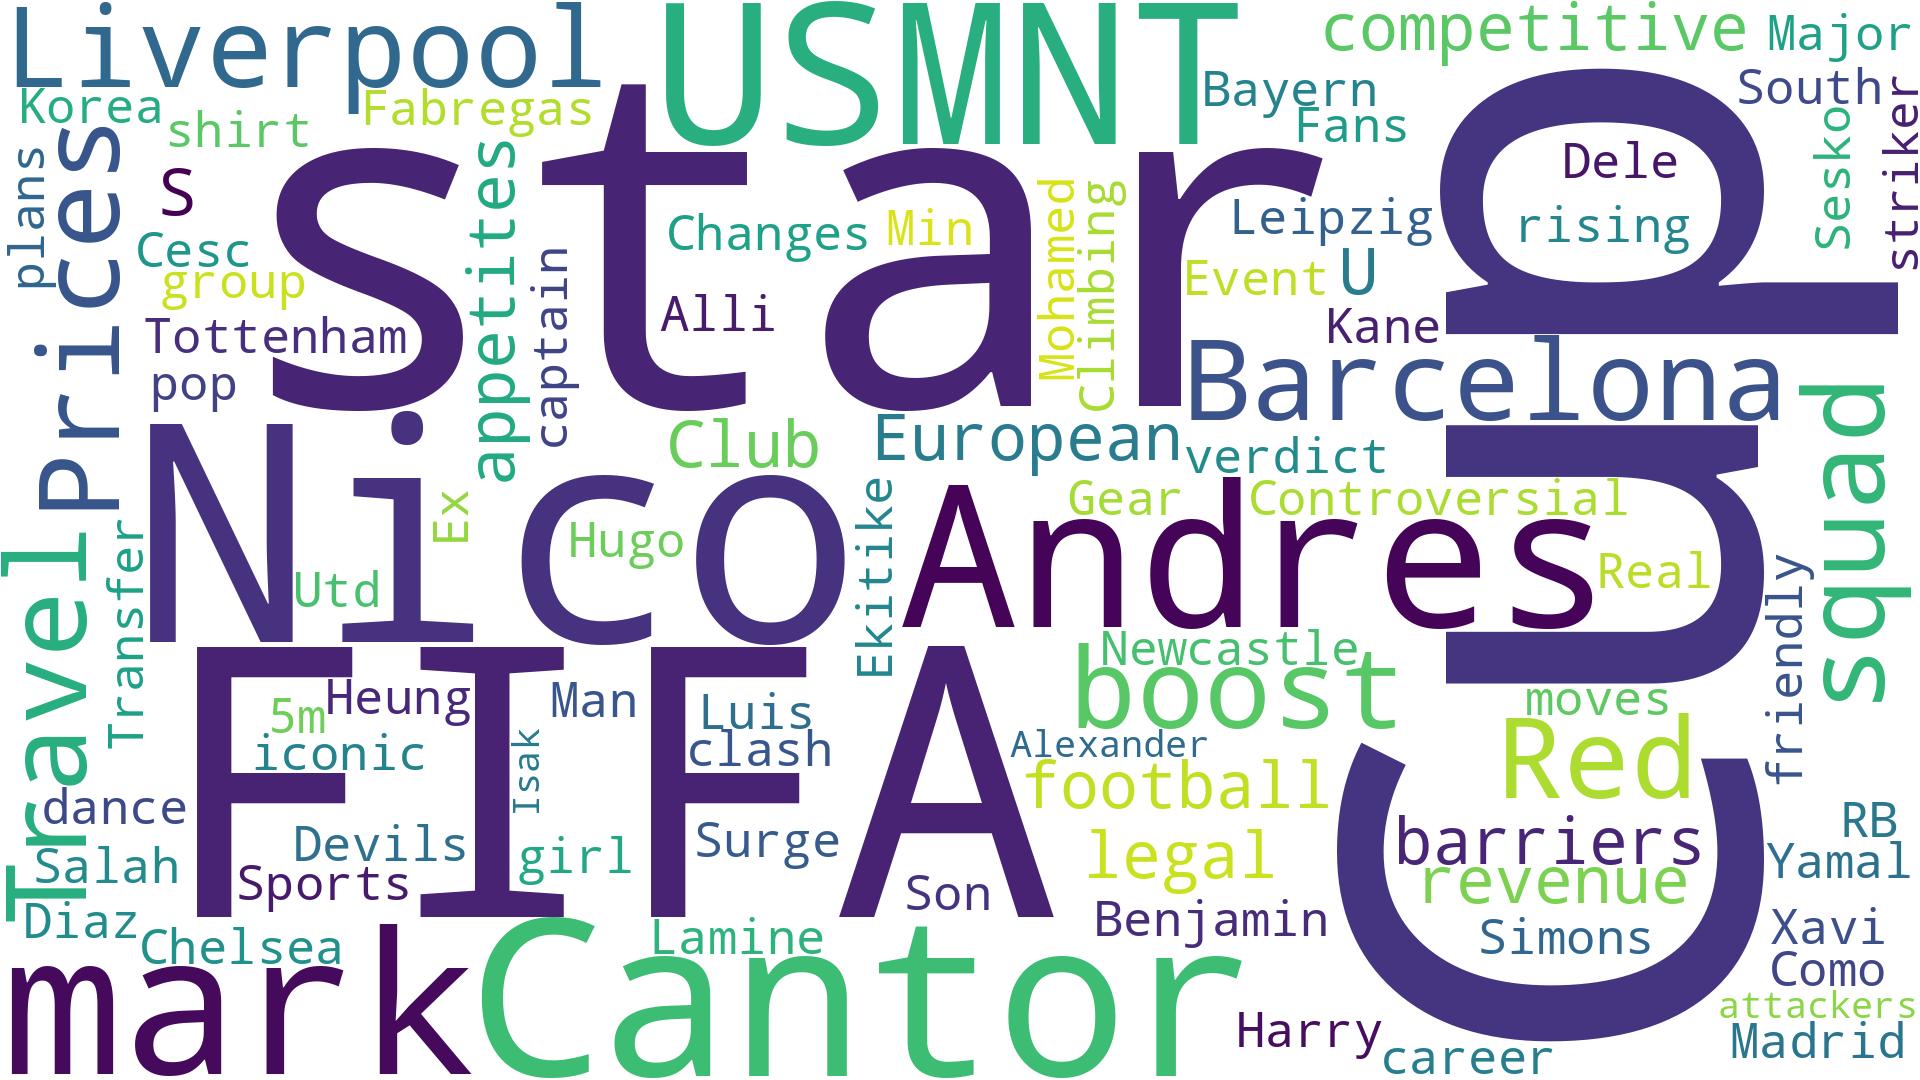 Liverpool
USMNT
competitive
Major
Korea
shirt
Fabregas
Bayern
Fans
South
plans
Prices
S
star
Cup
Dele
rising
Sesko
striker
Cesc
group
appetites
captain
Changes
Min
Mohamed
Climbing
Leipzig
Event
U
Tottenham
pop
Alli
Kane
Barcelona
squad
Nico
Club
European
verdict
Ex
Hugo
Utd
Ekitike
Gear
Controversial
Andres
Real
friendly
Travel
Transfer
FIFA
Newcastle
boost
moves
5m
Heung
Man
Luis
iconic
Isak
clash
Alexander
Red
football
dance
Devils
Surge
barriers
RB
Salah
Sports
girl
legal
revenue
Yamal
Son
Diaz
Chelsea
Lamine
Benjamin
Simons
Xavi
Como
mark
Cantor
attackers
Harry
career
Madrid